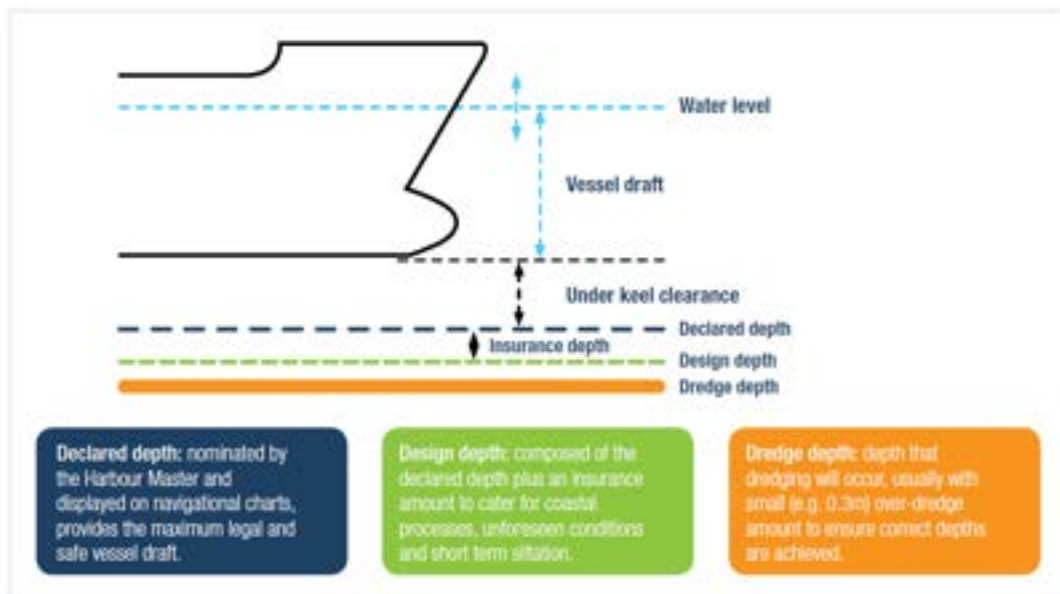 Water level
Vessel draft
Under keel clearance
Declared depth
Insurance depth
Design depth
Dredge depth
Declared depth: nominated by
the Harbour Master and
displayed on navigational charts,
provides the maximum legal and
safe vessel draft.
Design depth: composed of the
declared depth plus an insurance
amount to cater for coastal
processes, unforeseen conditions
and short term siltation.
Dredge depth: depth that
dredging will occur, usually with
small (e.g. 0.3m) over-dredge
amount to ensure correct depths
are achieved.